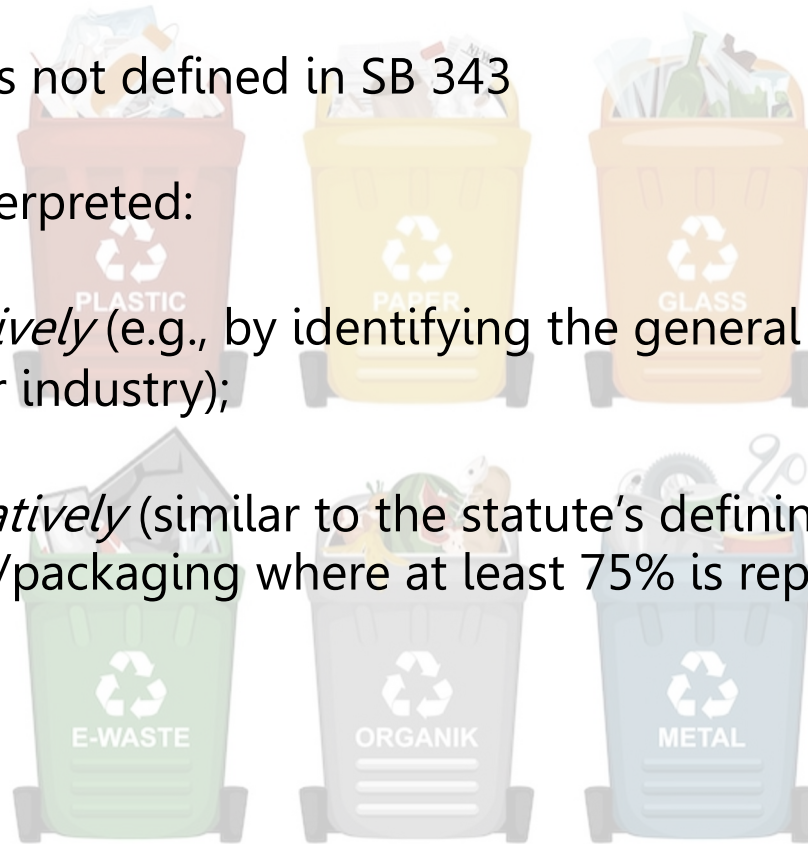 s not defined in SB 343
erpreted:
PLASTIC PAPER GLASS
ively (e.g., by identifying the general
r industry);
atively (similar to the statute’s definin
/packaging where at least 75% is rep
E-WASTE ORGANIK METAL